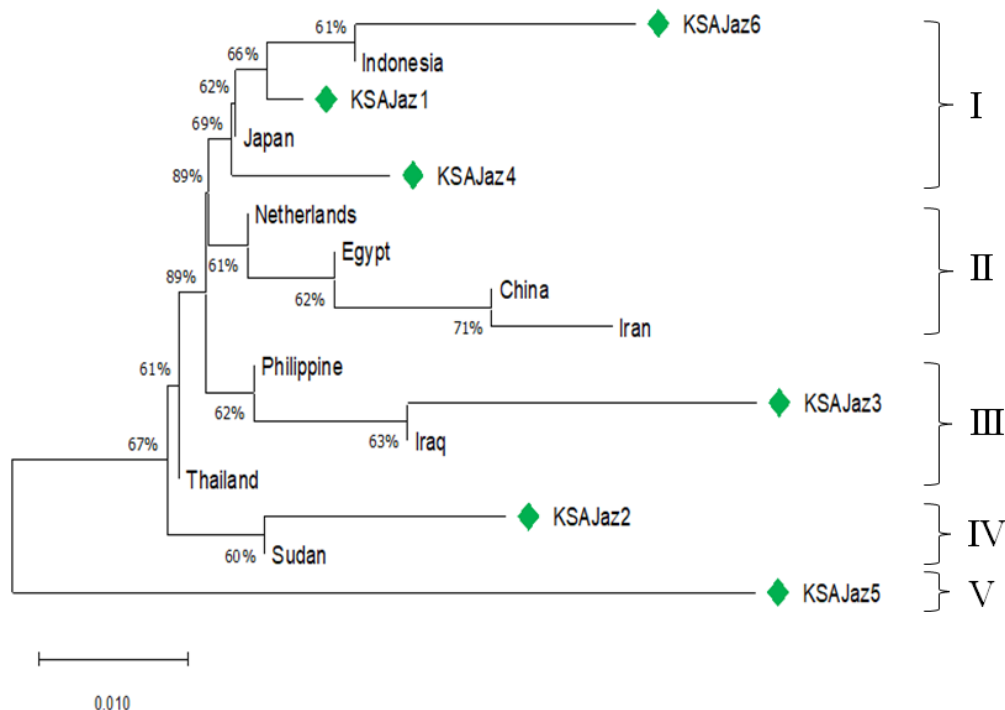 61%
KSAJaz6
66%
Indonesia
I
62%
KSAJaz1
69%
Japan
89%
KSAJaz4
Netherlands
61%
Egypt
II
89%
62%
China
71%
Iran
61%
Philippine
62%
KSAJaz3
III
63%
Iraq
67%
Thailand
KSAJaz2
IV
60%
Sudan
KSAJaz5
V
0.010